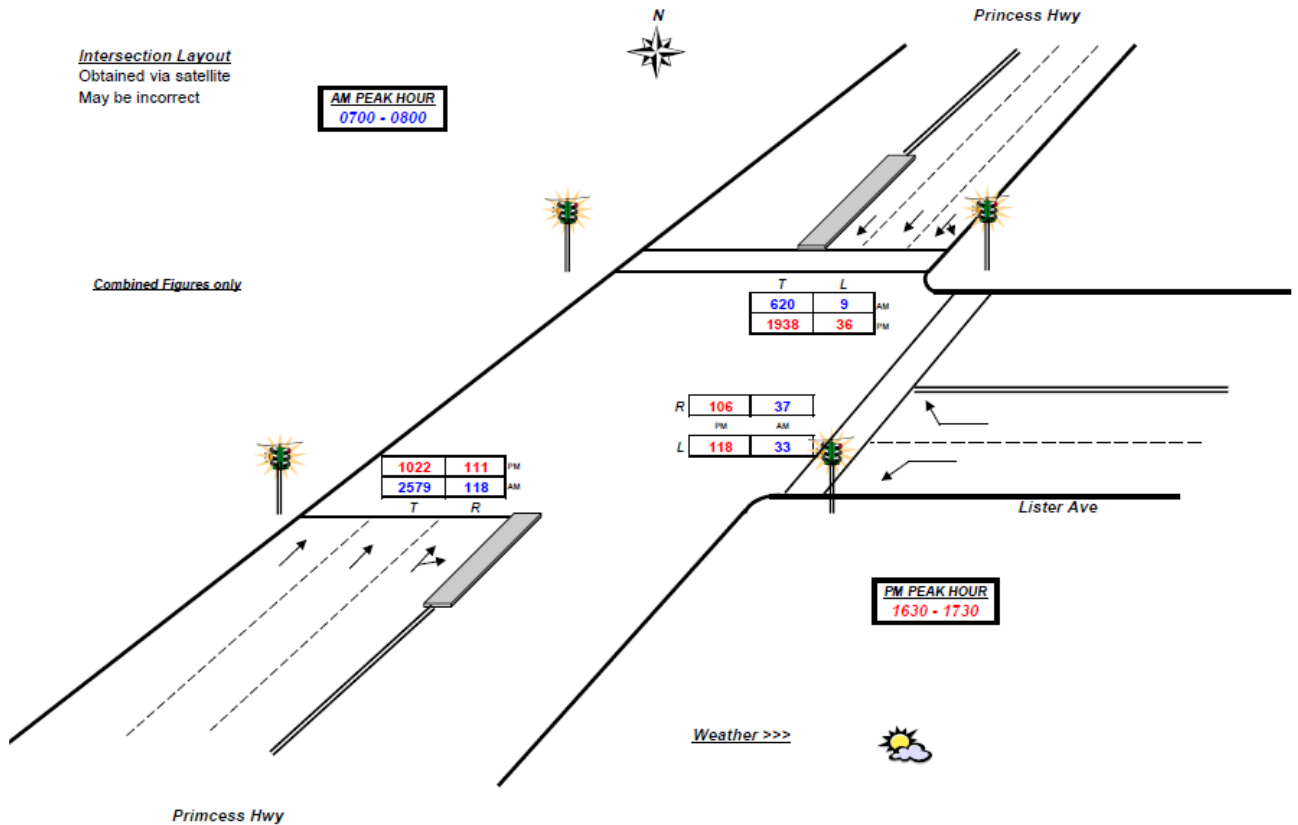 N
Princess Hwy
Intersection Layout
Obtained via satellite
May be incorrect
AM PEAK HOUR
0700 - 0800
Combined Figures only
T L
620 9 AM
1938 36 PM
R 106 37
PM AM
L 118 33
1022 111 PM
2579 118 AM
T R
Lister Ave
PM PEAK HOUR
1630 - 1730
Weather >>>
Primcess Hwy